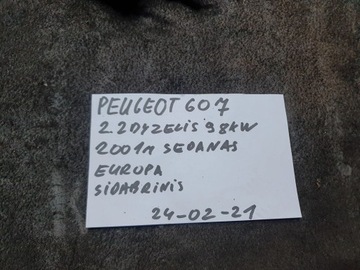 PEUGEOT 607
2.2DYZELIS 98KW
2001M SEDANAS
EUROPA
SIDABRINIS
24-02-21